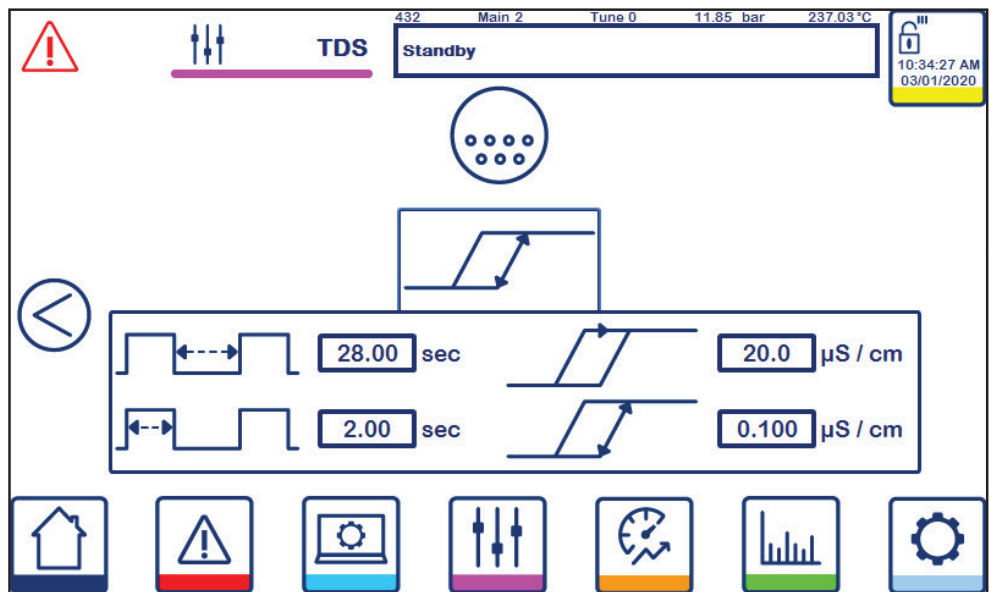 432 Main 2 Tune 0 11.85 bar 237.03 °C
TDS
Standby
10:34:27 AM
03/01/2020
28.00 sec
20.0 µS / cm
2.00 sec
0.100 µS / cm